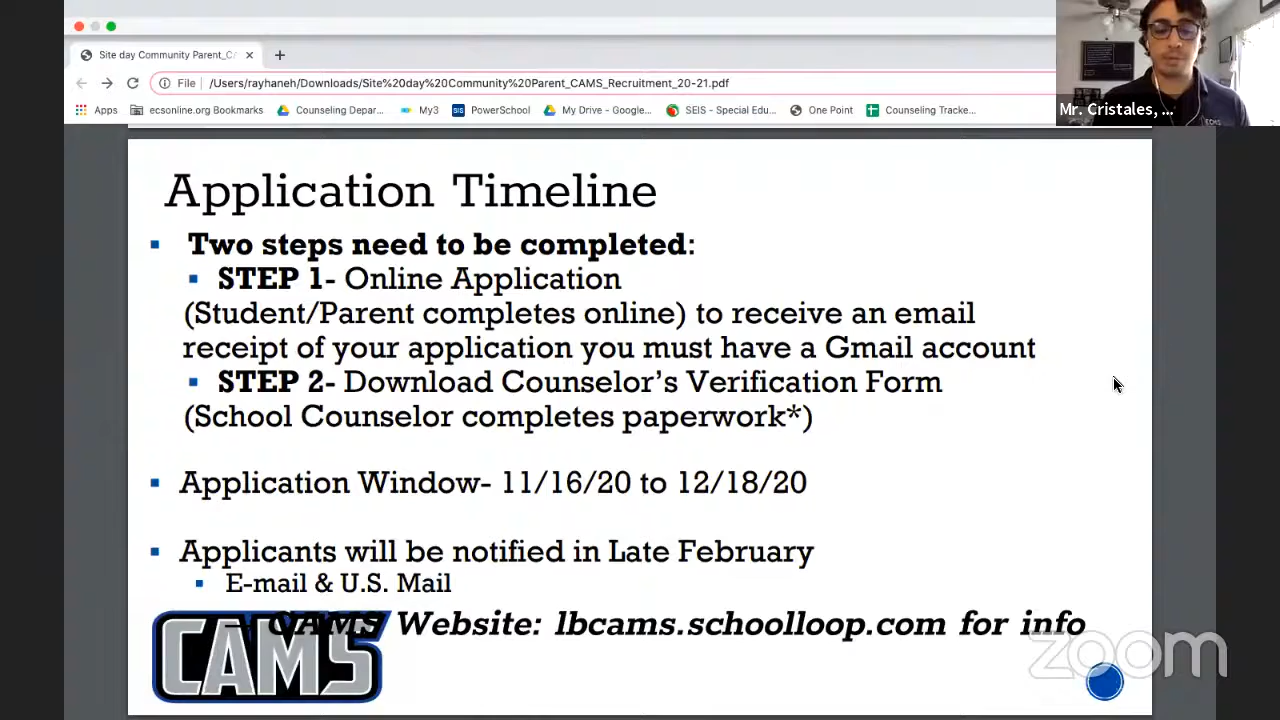 Site day Community Parent_CA
File /Users/rayhaneh/Downloads/Site%20day%20Community%20Parent_CAMS_Recruitment_20-21.pdf
Apps ecsonline.org Bookmarks Counseling Depar... My3 SIS PowerSchool My Drive - Google... SEIS - Special Edu... One Point Counseling Tracke...
Mr. Cristales, ...
Application Timeline
Two steps need to be completed:
STEP 1- Online Application
(Student/Parent completes online) to receive an email
receipt of your application you must have a Gmail account
STEP 2- Download Counselor's Verification Form
(School Counselor completes paperwork*)
Application Window- 11/16/20 to 12/18/20
Applicants will be notified in Late February
E-mail & U.S. Mail
– CAMS Website: lbcams.schoolloop.com for info
CAMS
zoom